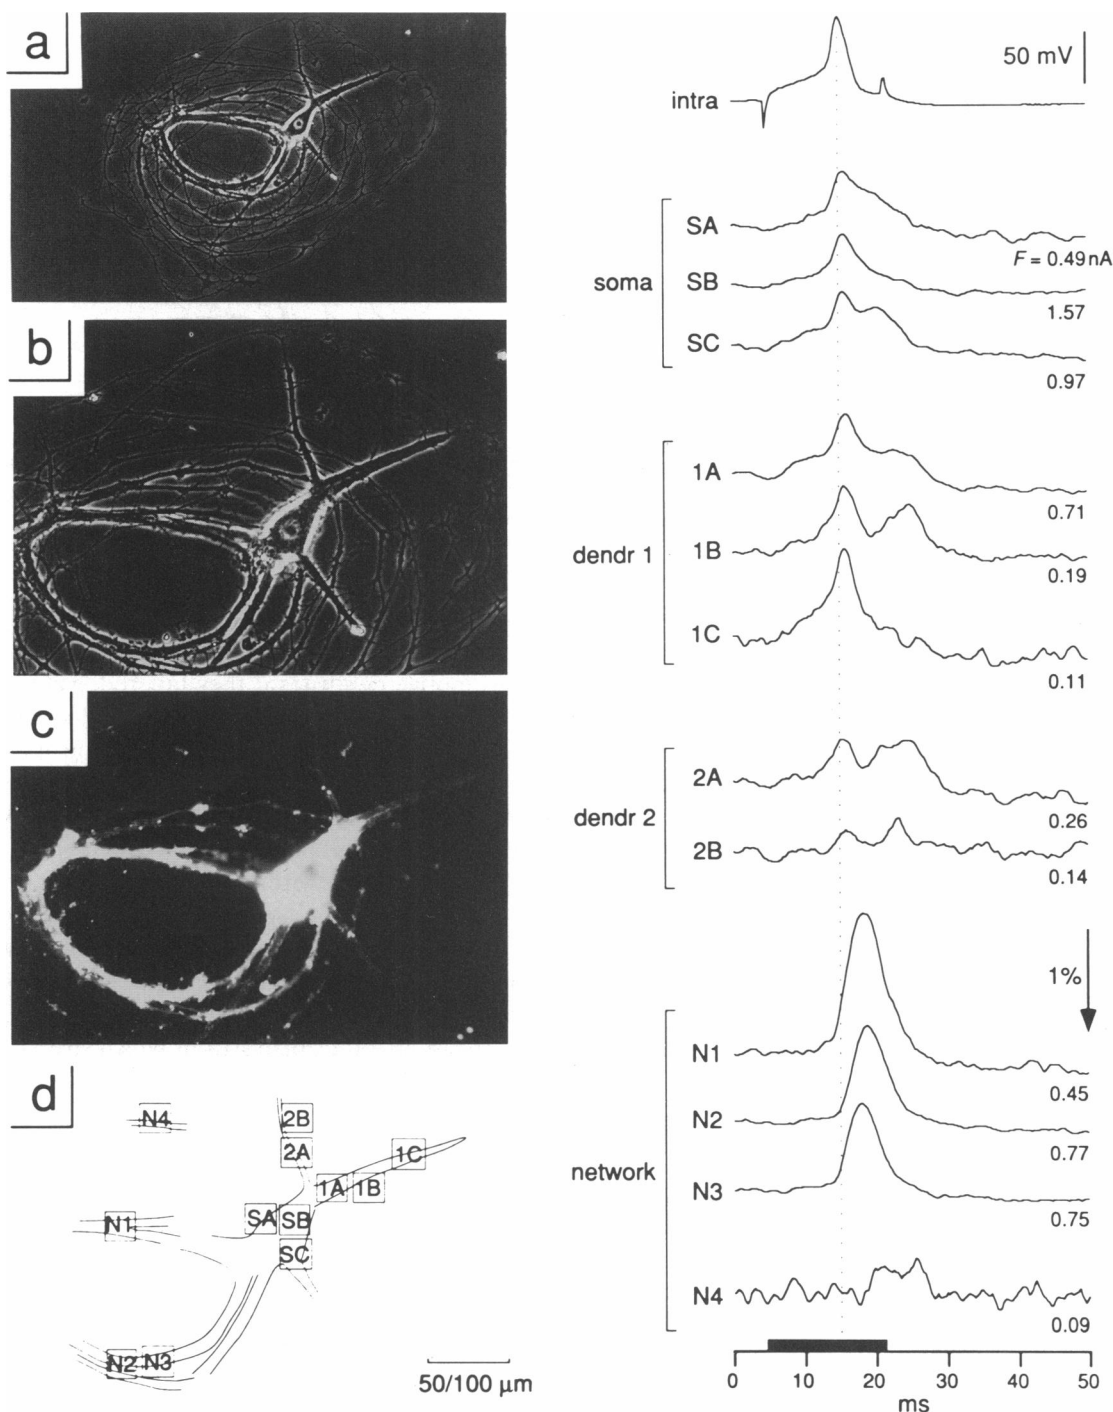 a
b
c
d
N4
2B
2A
1C
1A
1B
N1
SA
SB
SC
N2
N3
50/100 μm
50 mV
intra
soma
SA
F = 0.49 nA
SB
1.57
SC
0.97
dendr 1
1A
0.71
1B
0.19
1C
0.11
dendr 2
2A
0.26
2B
0.14
1%
network
N1
0.45
N2
0.77
N3
0.75
N4
0.09
0 10 20 30 40 50
ms